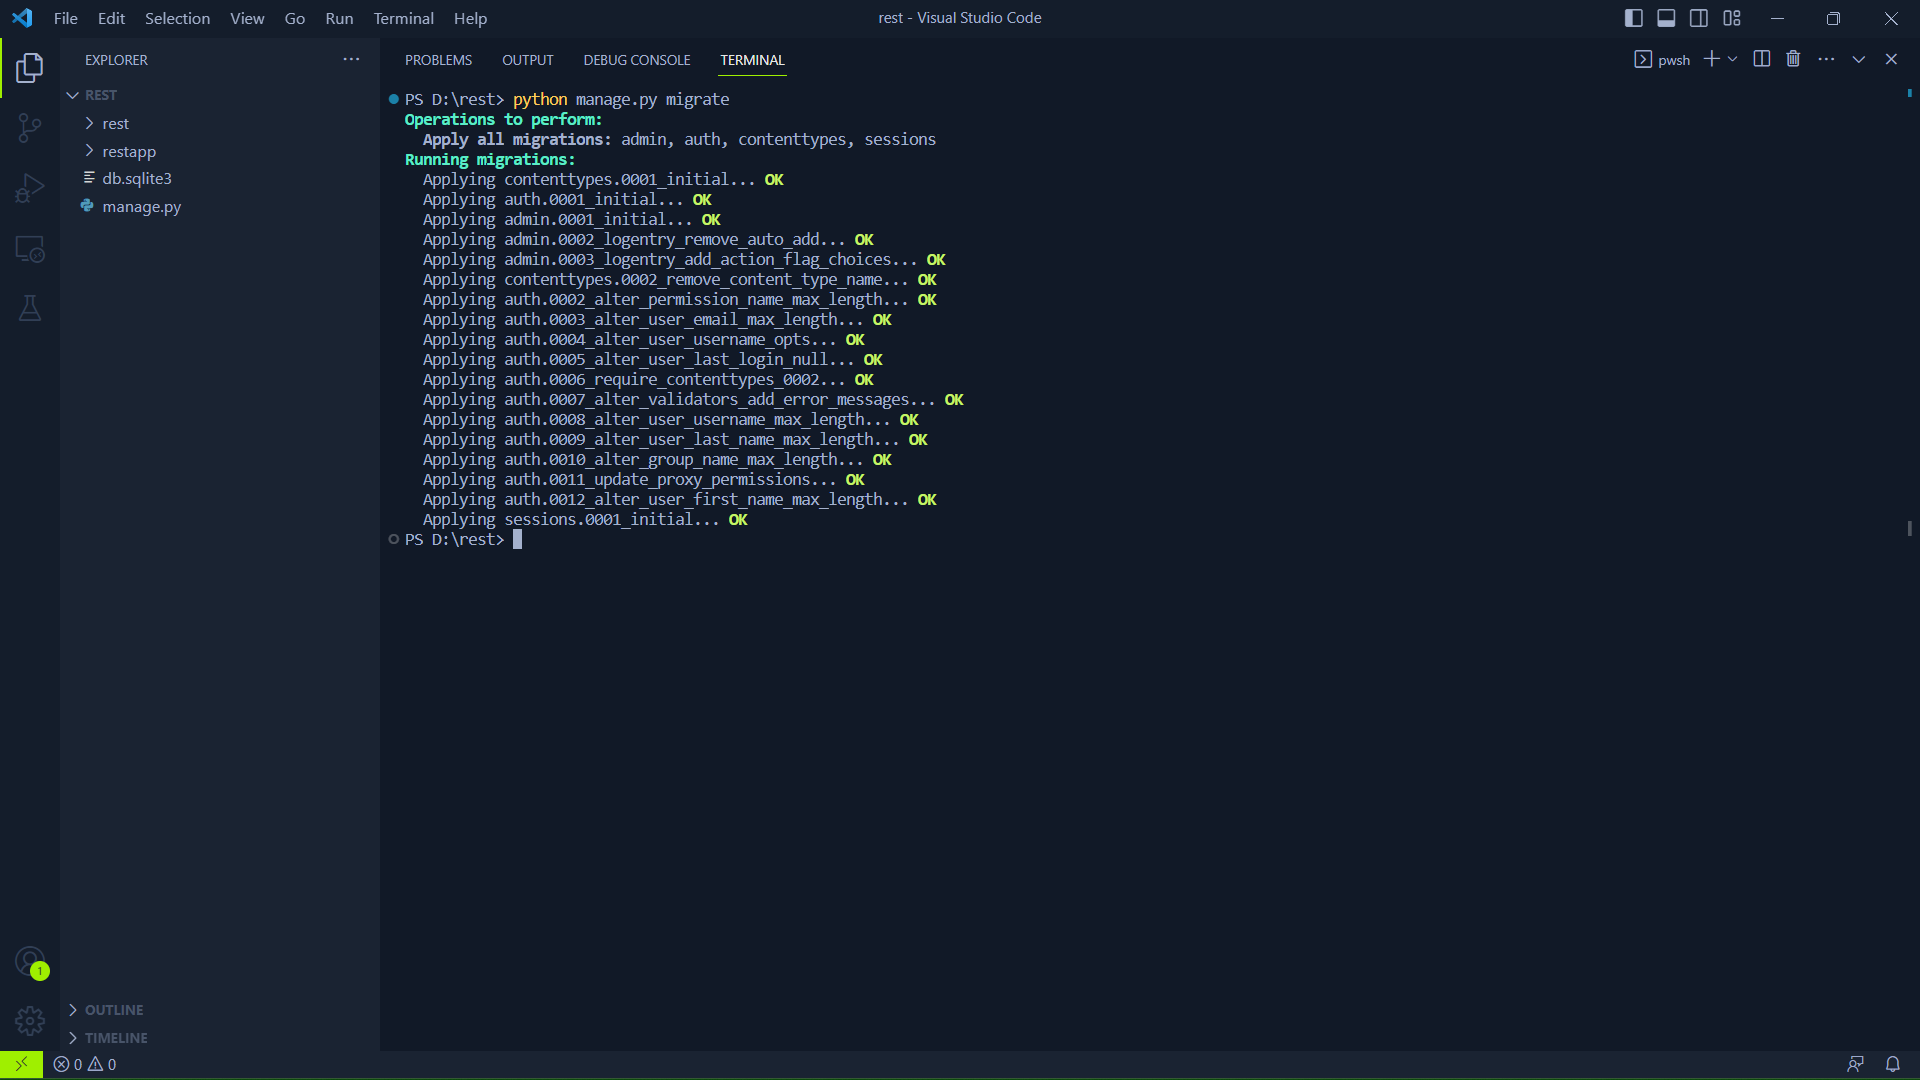 File Edit Selection View Go Run Terminal Help
rest - Visual Studio Code
EXPLORER
REST
rest
restapp
db.sqlite3
manage.py
OUTLINE
TIMELINE
PROBLEMS OUTPUT DEBUG CONSOLE TERMINAL
pwsh
PS D:\rest> python manage.py migrate
Operations to perform:
Apply all migrations: admin, auth, contenttypes, sessions
Running migrations:
Applying contenttypes.0001_initial... OK
Applying auth.0001_initial... OK
Applying admin.0001_initial... OK
Applying admin.0002_logentry_remove_auto_add... OK
Applying admin.0003_logentry_add_action_flag_choices... OK
Applying contenttypes.0002_remove_content_type_name... OK
Applying auth.0002_alter_permission_name_max_length... OK
Applying auth.0003_alter_user_email_max_length... OK
Applying auth.0004_alter_user_username_opts... OK
Applying auth.0005_alter_user_last_login_null... OK
Applying auth.0006_require_contenttypes_0002... OK
Applying auth.0007_alter_validators_add_error_messages... OK
Applying auth.0008_alter_user_username_max_length... OK
Applying auth.0009_alter_user_last_name_max_length... OK
Applying auth.0010_alter_group_name_max_length... OK
Applying auth.0011_update_proxy_permissions... OK
Applying auth.0012_alter_user_first_name_max_length... OK
Applying sessions.0001_initial... OK
PS D:\rest>
1
0 0